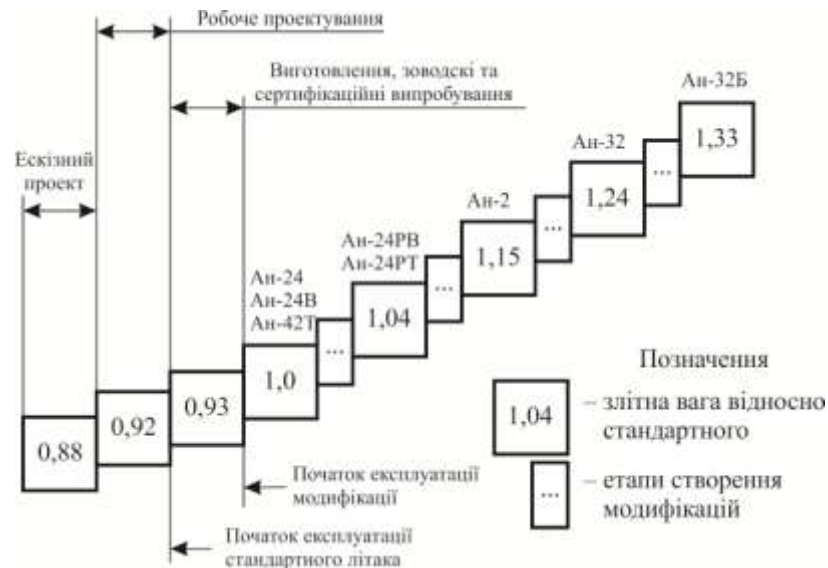 Робоче проектування
Виготовлення, зоводскі та
сертифікаційні випробування
Ескізний
проект
Ан-32Б
1,33
Ан-32
...
1,24
Ан-2
...
1,15
Ан-24РВ
Ан-24РТ
...
1,04
Ан-24
Ан-24В
Ан-42Т
...
1,0
0,93
0,92
0,88
Позначення
1,04
– злітна вага відносно
стандартного
...
– етапи створення
модифікацій
Початок експлуатації
модифікації
Початок експлуатації
стандартного літака